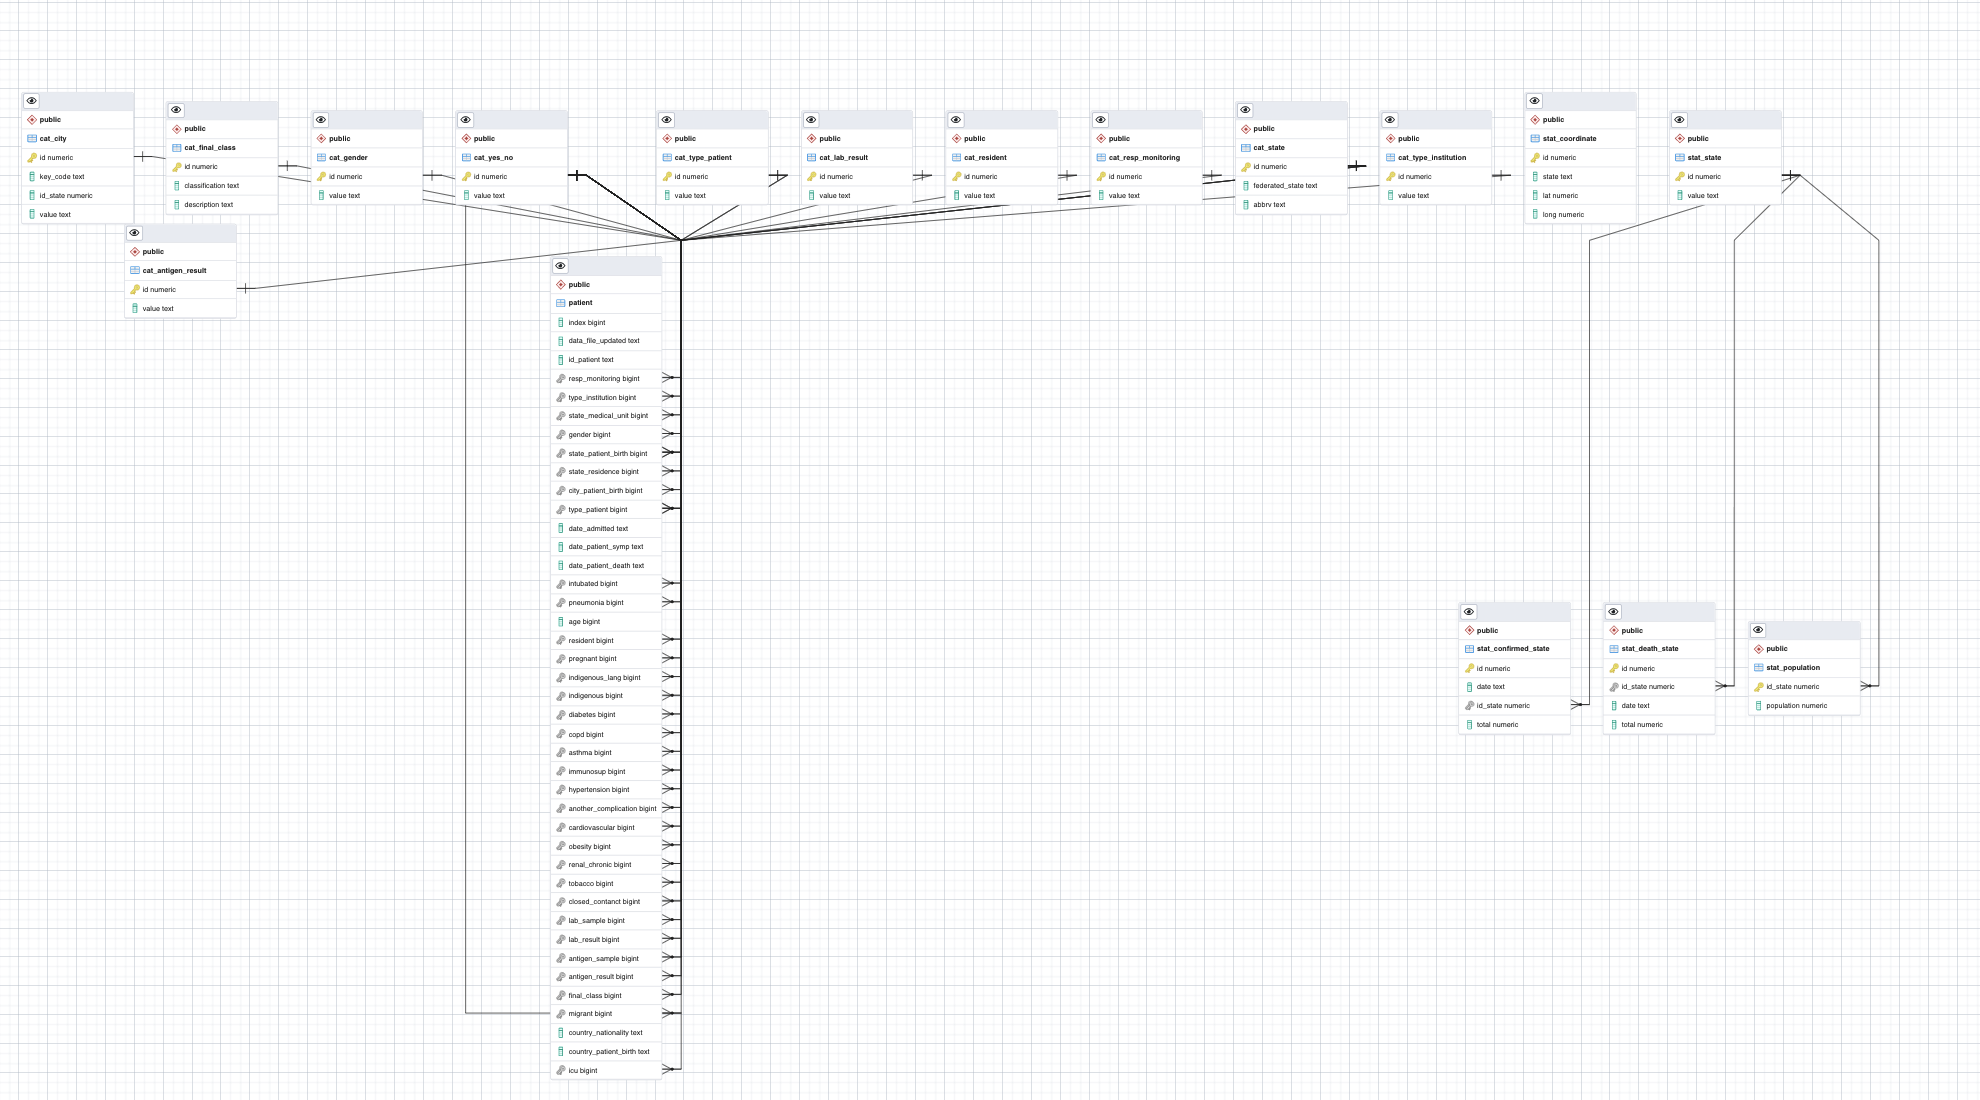 public
cat_city
id numeric
key_code text
id_state numeric
value text
public
cat_final_class
id numeric
classification text
description text
public
cat_gender
id numeric
value text
public
cat_yes_no
id numeric
value text
public
cat_type_patient
id numeric
value text
public
cat_lab_result
id numeric
value text
public
cat_resident
id numeric
value text
public
cat_resp_monitoring
id numeric
value text
public
cat_state
id numeric
federated_state text
abbrv text
public
cat_type_institution
id numeric
value text
public
stat_coordinate
id numeric
state text
lat numeric
long numeric
public
stat_state
id numeric
value text
public
cat_antigen_result
id numeric
value text
public
patient
index bigint
data_file_updated text
id_patient text
resp_monitoring bigint
type_institution bigint
state_medical_unit bigint
gender bigint
state_patient_birth bigint
state_residence bigint
city_patient_birth bigint
type_patient bigint
date_admitted text
date_patient_symp text
date_patient_death text
intubated bigint
pneumonia bigint
age bigint
resident bigint
pregnant bigint
indigenous_lang bigint
indigenous bigint
diabetes bigint
copd bigint
asthma bigint
immunosup bigint
hypertension bigint
another_complication bigint
cardiovascular bigint
obesity bigint
renal_chronic bigint
tobacco bigint
closed_contanct bigint
lab_sample bigint
lab_result bigint
antigen_sample bigint
antigen_result bigint
final_class bigint
migrant bigint
country_nationality text
country_patient_birth text
icu bigint
public
stat_confirmed_state
id numeric
date text
id_state numeric
total numeric
public
stat_death_state
id numeric
id_state numeric
date text
total numeric
public
stat_population
id_state numeric
population numeric